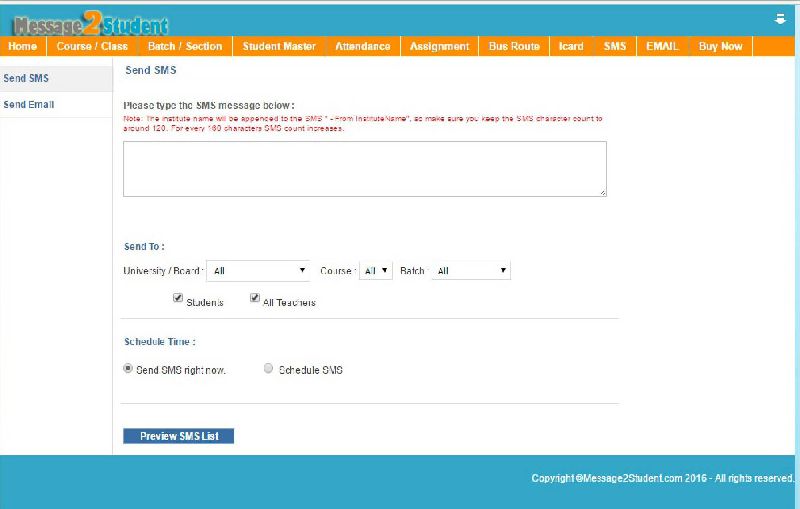 Message2Student
Home Course / Class Batch / Section Student Master Attendance Assignment Bus Route Icard SMS EMAIL Buy Now
Send SMS
Send Email
Send SMS
Please type the SMS message below :
Note: The institute name will be appended to the SMS " - From InstituteName", so make sure you keep the SMS character count to
around 120. For every 160 characters SMS count increases.
Send To :
University / Board : All Course : All Batch : All
Students All Teachers
Schedule Time :
Send SMS right now. Schedule SMS
Preview SMS List
Copyright ©Message2Student.com 2016 - All rights reserved.